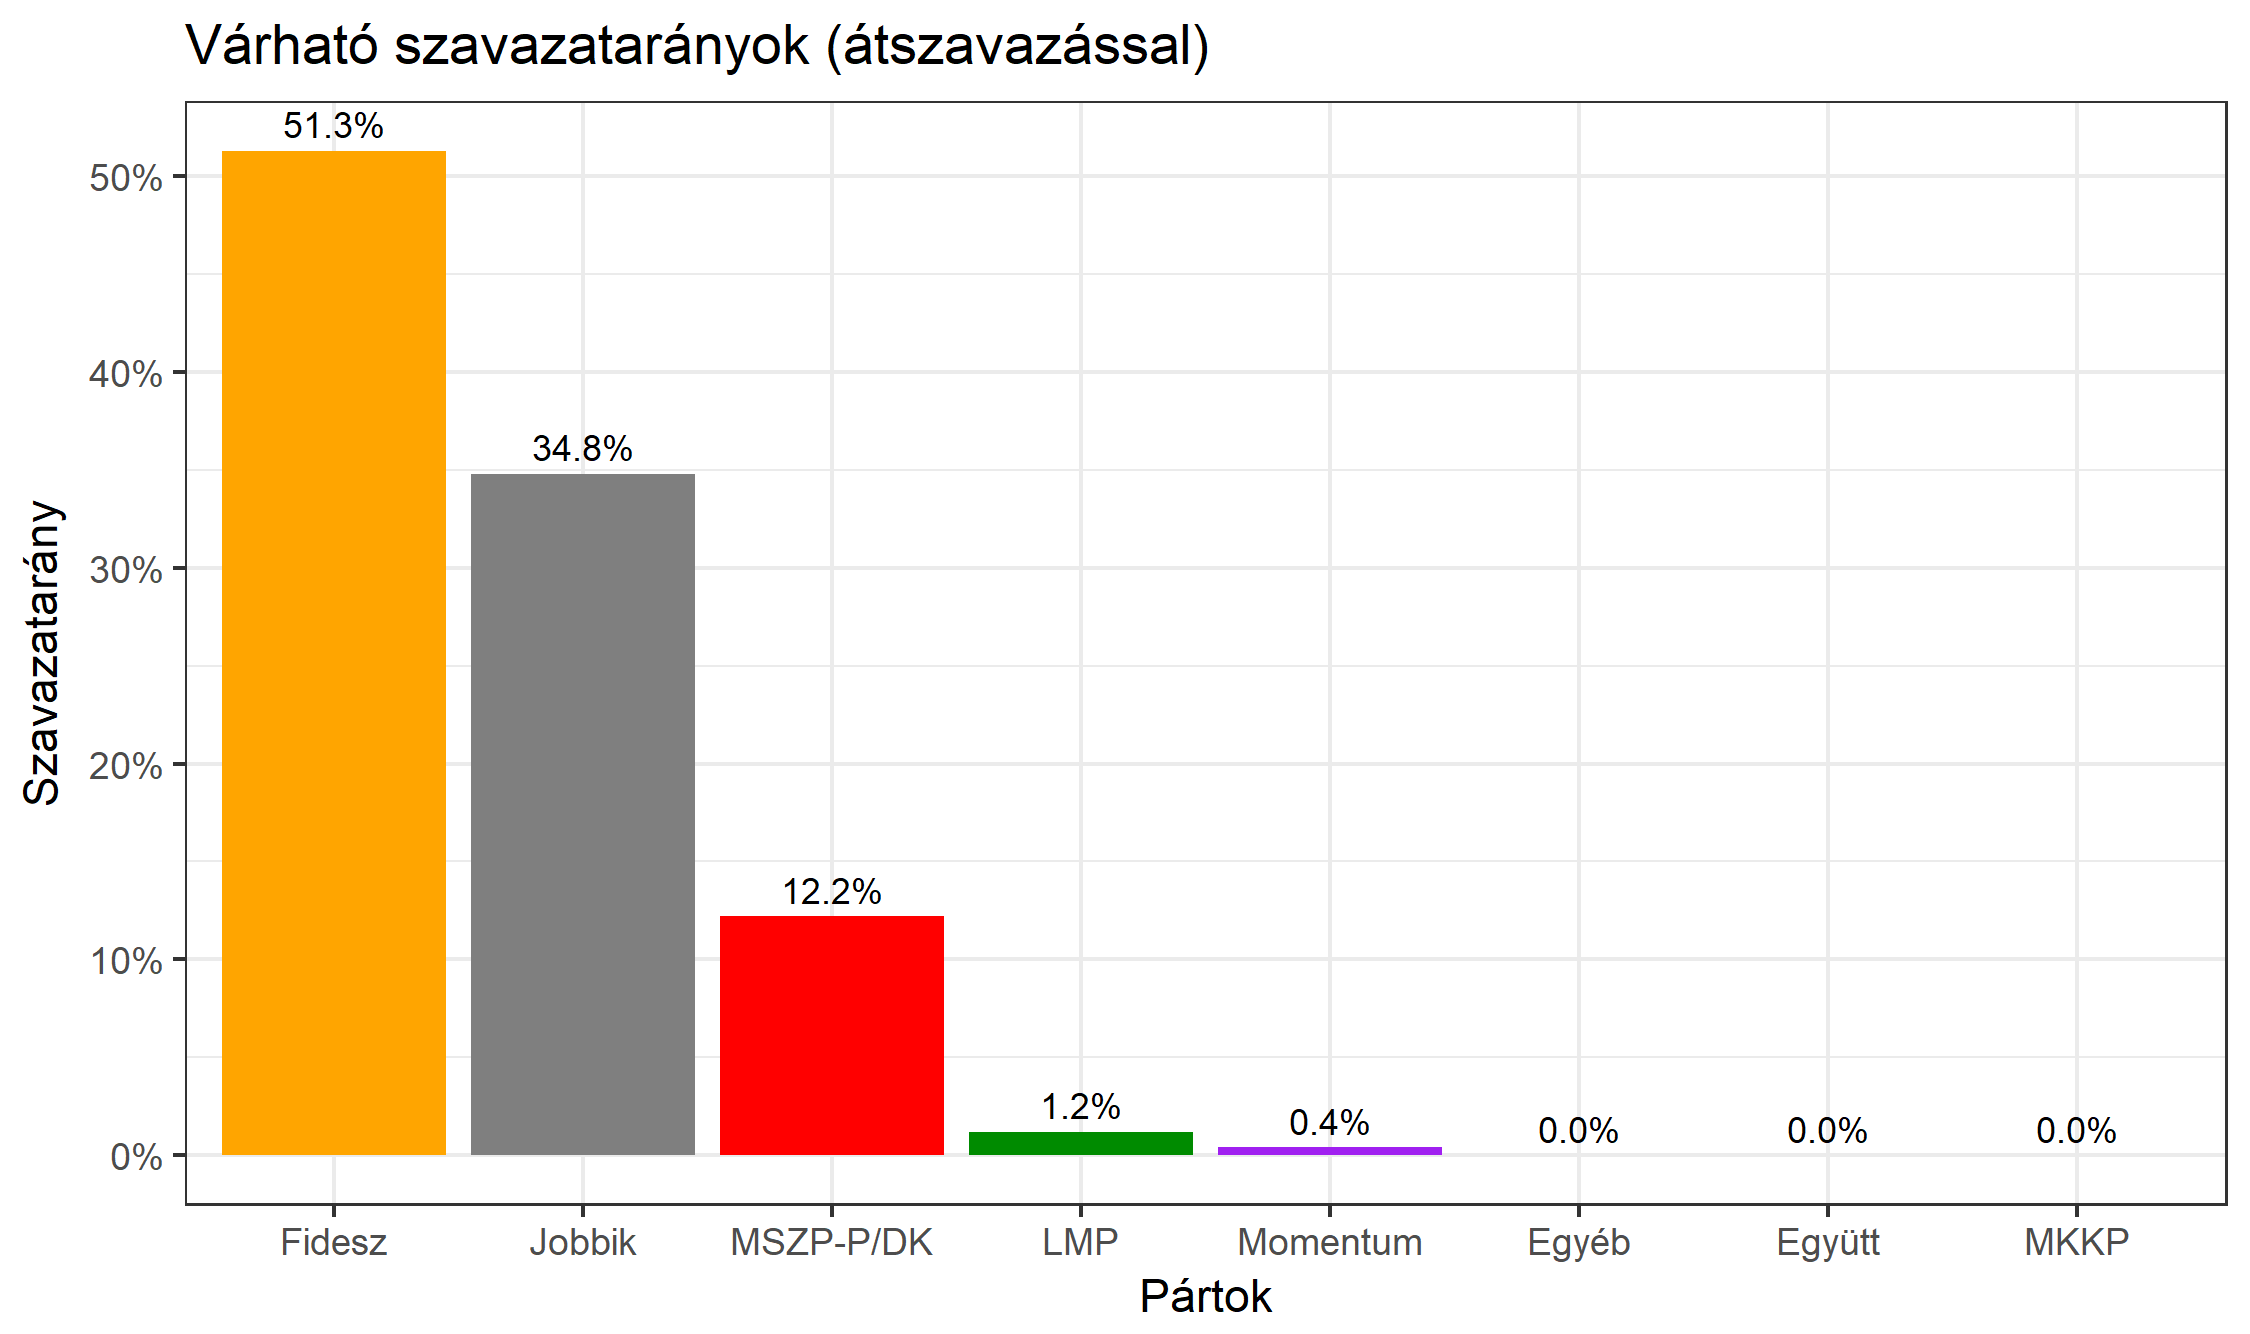 Várható szavazatarányok (átszavazással)
Szavazatarány
50%
40%
30%
20%
10%
0%
51.3%
34.8%
12.2%
1.2%
0.4%
0.0%
0.0%
0.0%
Fidesz
Jobbik
MSZP-P/DK
LMP
Momentum
Egyéb
Együtt
MKKP
Pártok